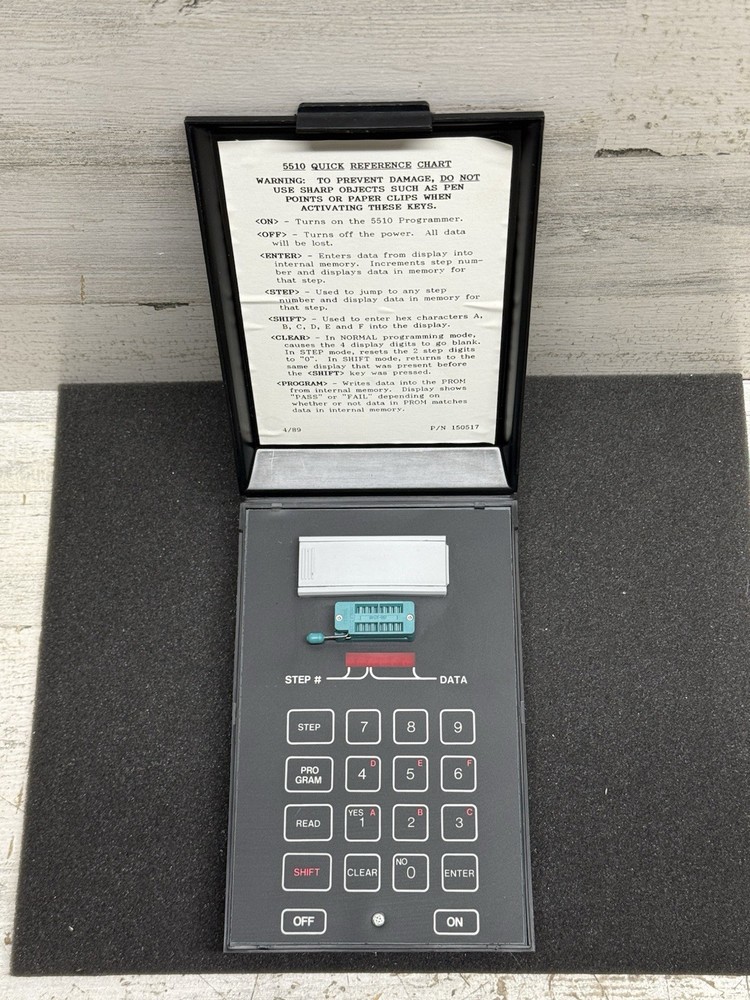 5510 QUICK REFERENCE CHART
WARNING: TO PREVENT DAMAGE, DO NOT
USE SHARP OBJECTS SUCH AS PEN
POINTS OR PAPER CLIPS WHEN
ACTIVATING THESE KEYS.
<ON> - Turns on the 5510 Programmer.
<OFF> - Turns off the power. All data
will be lost.
<ENTER> - Enters data from display into
internal memory. Increments step num-
ber and displays data in memory for
that step.
<STEP> - Used to jump to any step
number and display data in memory for
that step.
<SHIFT> - Used to enter hex characters A,
B, C, D, E and F into the display.
<CLEAR> - In NORMAL programming mode,
causes the 4 display digits to go blank.
In STEP mode, resets the 2 step digits
to "0". In SHIFT mode, returns to the
same display that was present before
the <SHIFT> key was pressed.
<PROGRAM> - Writes data into the PROM
from internal memory. Display shows
"PASS" or "FAIL" depending on
whether or not data in PROM matches
data in internal memory.
4/89 P/N 150517
STEP # DATA
STEP 7 8 9
PRO
GRAM 4 D 5 E 6 F
READ YES 1 A 2 B 3 C
SHIFT CLEAR NO 0 ENTER
OFF ON